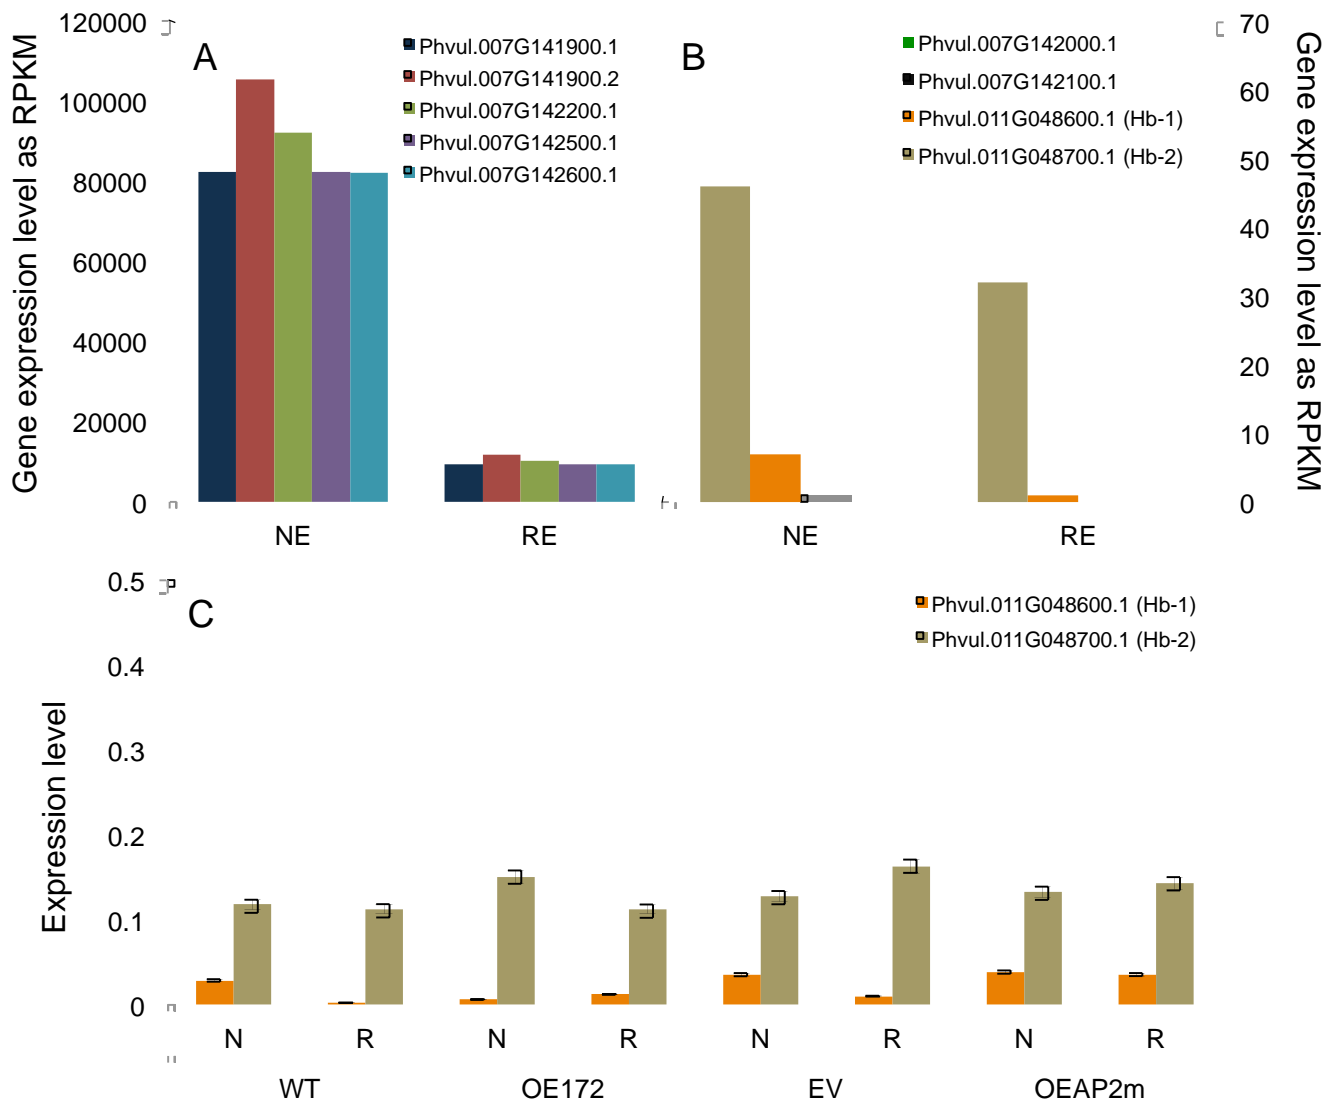 Gene expression level as RPKM
120000
100000
80000
60000
40000
20000
0
A
Phvul.007G141900.1
Phvul.007G141900.2
Phvul.007G142200.1
Phvul.007G142500.1
Phvul.007G142600.1
NE
RE
B
Phvul.007G142000.1
Phvul.007G142100.1
Phvul.011G048600.1 (Hb-1)
Phvul.011G048700.1 (Hb-2)
NE
RE
70
60
50
40
30
20
10
0
Gene expression level as RPKM
Expression level
0.5
0.4
0.3
0.2
0.1
0
C
Phvul.011G048600.1 (Hb-1)
Phvul.011G048700.1 (Hb-2)
N R N R N R N R
WT OE172 EV OEAP2m